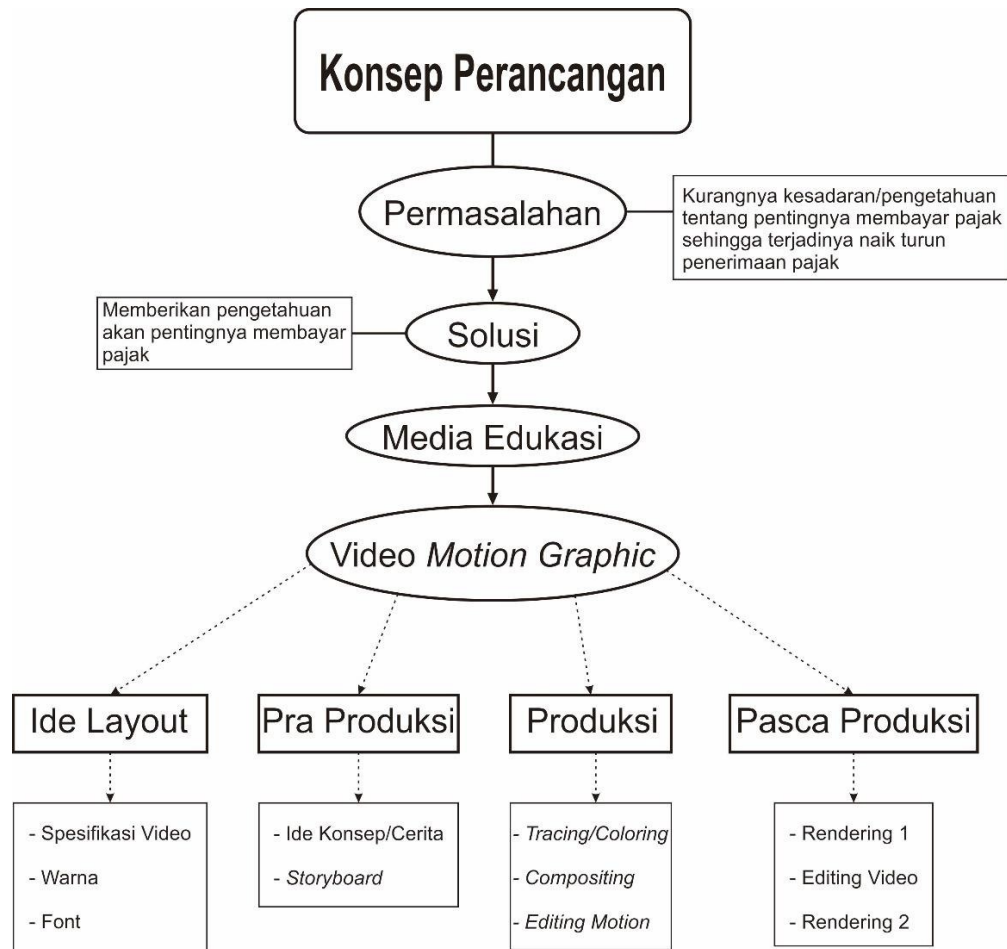 Konsep Perancangan
Permasalahan
Kurangnya kesadaran/pengetahuan
tentang pentingnya membayar pajak
sehingga terjadinya naik turun
penerimaan pajak
Memberikan pengetahuan
akan pentingnya membayar
pajak
Solusi
Media Edukasi
Video Motion Graphic
Ide Layout
Pra Produksi
Produksi
Pasca Produksi
- Spesifikasi Video
- Warna
- Font
- Ide Konsep/Cerita
- Storyboard
- Tracing/Coloring
- Compositing
- Editing Motion
- Rendering 1
- Editing Video
- Rendering 2